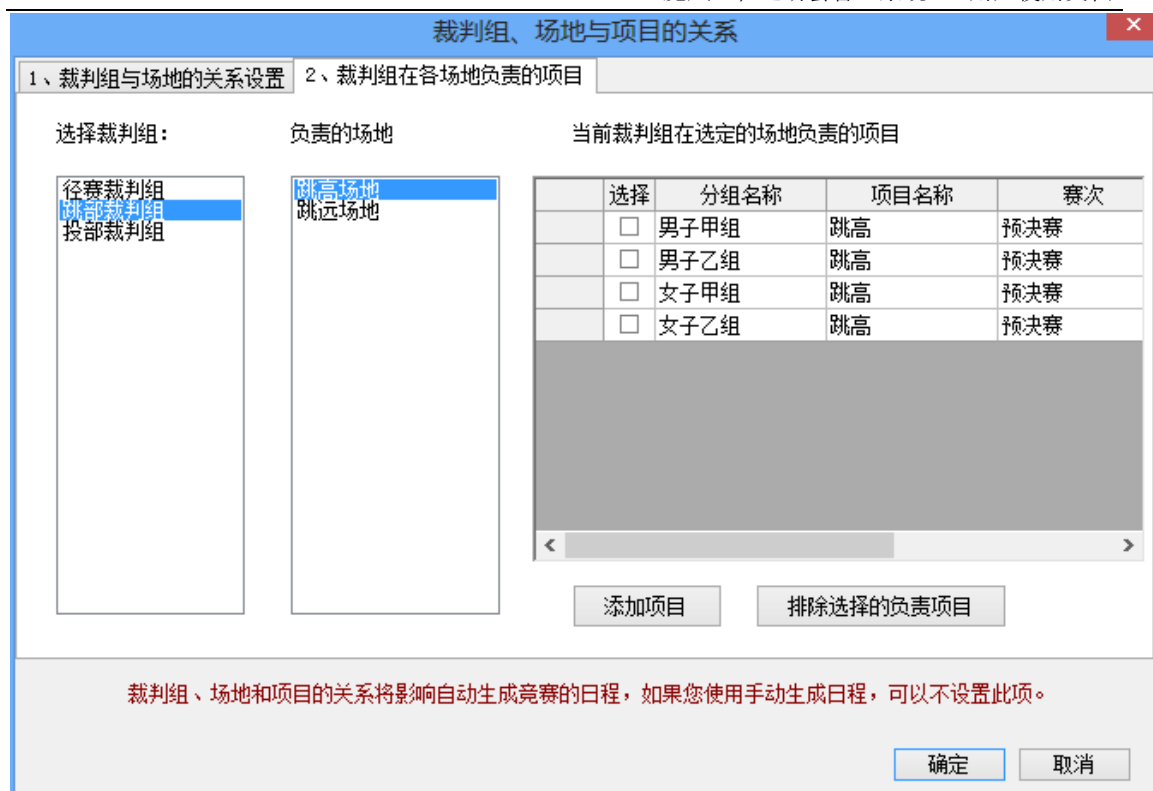 裁判组、场地与项目的关系
1、裁判组与场地的关系设置 2、裁判组在各场地负责的项目
选择裁判组: 负责的场地 当前裁判组在选定的场地负责的项目
径赛裁判组
跳部裁判组
投部裁判组
跳高场地
跳远场地
选择 分组名称 项目名称 赛次
男子甲组 跳高 预决赛
男子乙组 跳高 预决赛
女子甲组 跳高 预决赛
女子乙组 跳高 预决赛
添加项目 排除选择的负责项目
裁判组、场地和项目的关系将影响自动生成竞赛的日程，如果您使用手动生成日程，可以不设置此项。
确定 取消